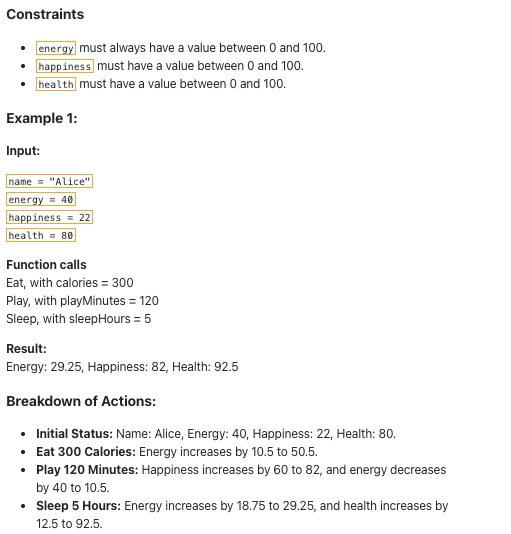 Constraints
energy must always have a value between 0 and 100.
happiness must have a value between 0 and 100.
health must have a value between 0 and 100.
Example 1:
Input:
name = "Alice"
energy = 40
happiness = 22
health = 80
Function calls
Eat, with calories = 300
Play, with playMinutes = 120
Sleep, with sleepHours = 5
Result:
Energy: 29.25, Happiness: 82, Health: 92.5
Breakdown of Actions:
Initial Status: Name: Alice, Energy: 40, Happiness: 22, Health: 80.
Eat 300 Calories: Energy increases by 10.5 to 50.5.
Play 120 Minutes: Happiness increases by 60 to 82, and energy decreases
by 40 to 10.5.
Sleep 5 Hours: Energy increases by 18.75 to 29.25, and health increases by
12.5 to 92.5.